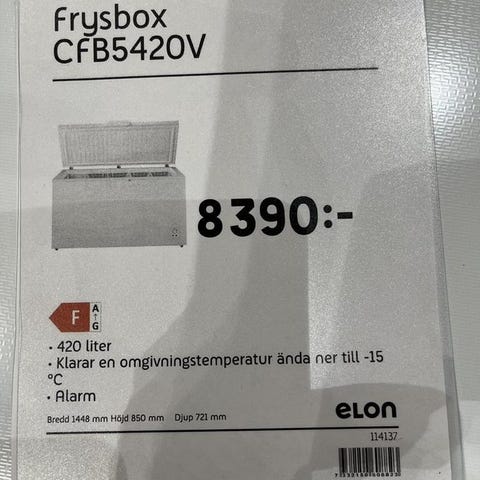 Frysbox
CFB5420V
8390:-
F
A
↑
G
• 420 liter
• Klarar en omgivningstemperatur ända ner till -15
°C
• Alarm
Bredd 1448 mm Höjd 850 mm Djup 721 mm
elon
114137